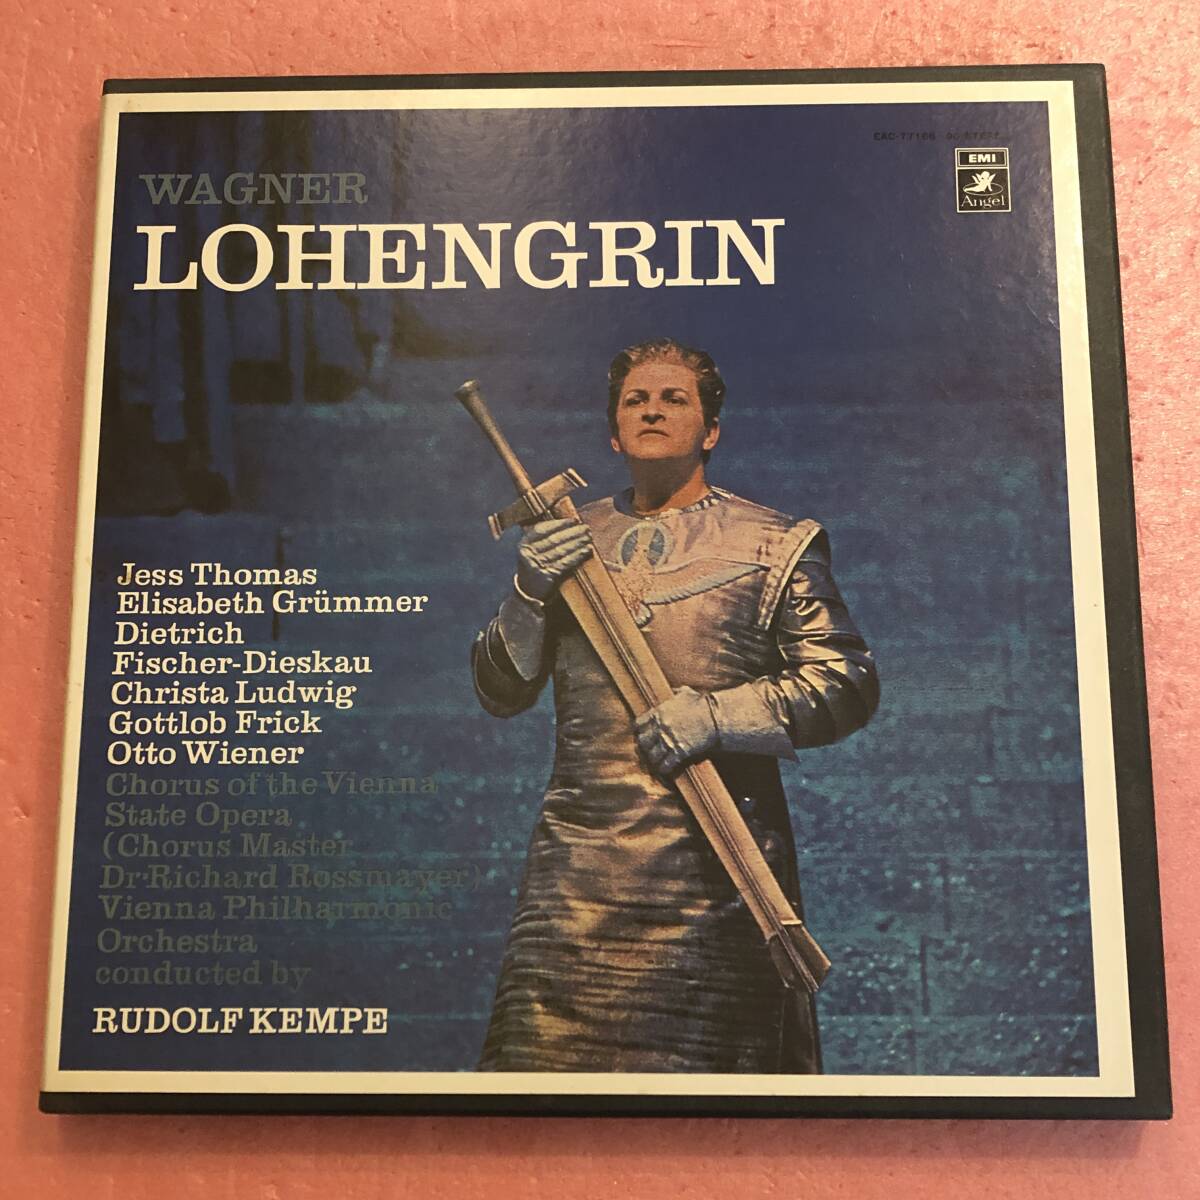 WAGNER
LOHENGRIN
EMI
Angel
Jess Thomas
Elisabeth Grümmer
Dietrich
Fischer-Dieskau
Christa Ludwig
Gottlob Frick
Otto Wiener
Chorus of the Vienna
State Opera
(Chorus Master
Dr·Richard Rossmayer)
Vienna Philharmonic
Orchestra
conducted by
RUDOLF KEMPE